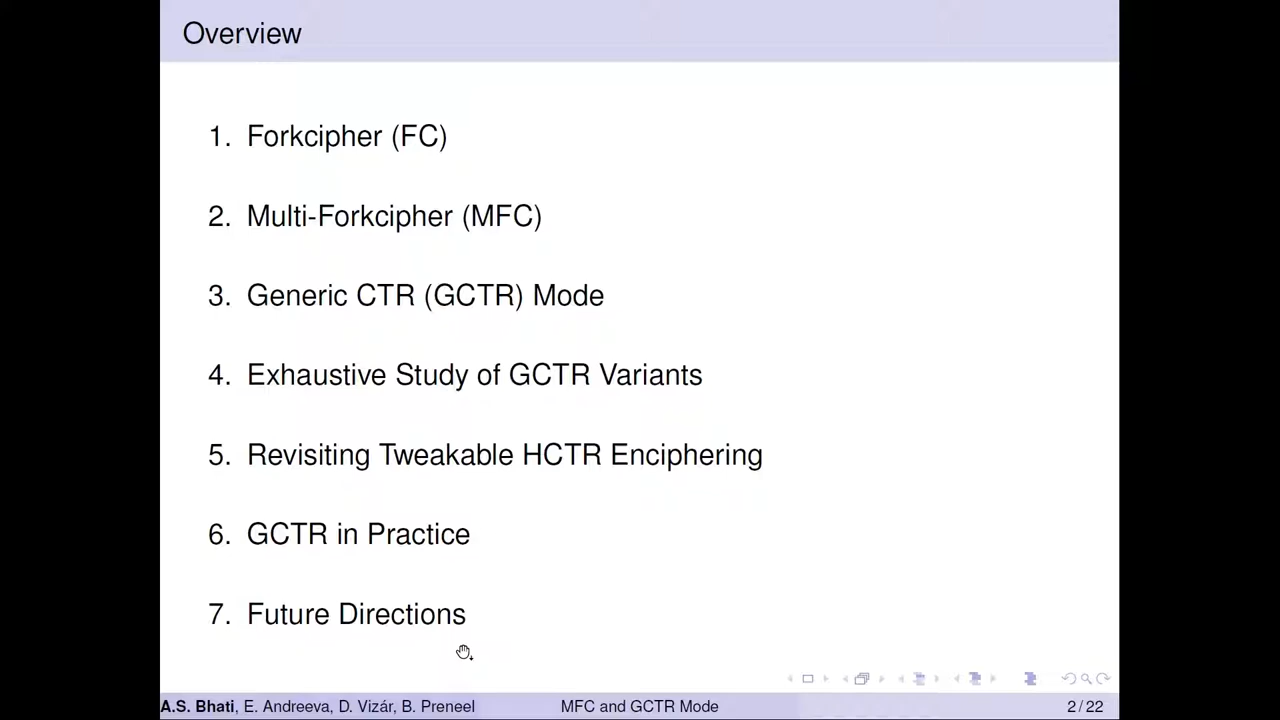 Overview
1. Forkcipher (FC)
2. Multi-Forkcipher (MFC)
3. Generic CTR (GCTR) Mode
4. Exhaustive Study of GCTR Variants
5. Revisiting Tweakable HCTR Enciphering
6. GCTR in Practice
7. Future Directions
A.S. Bhati, E. Andreeva, D. Vizár, B. Preneel MFC and GCTR Mode 2 / 22